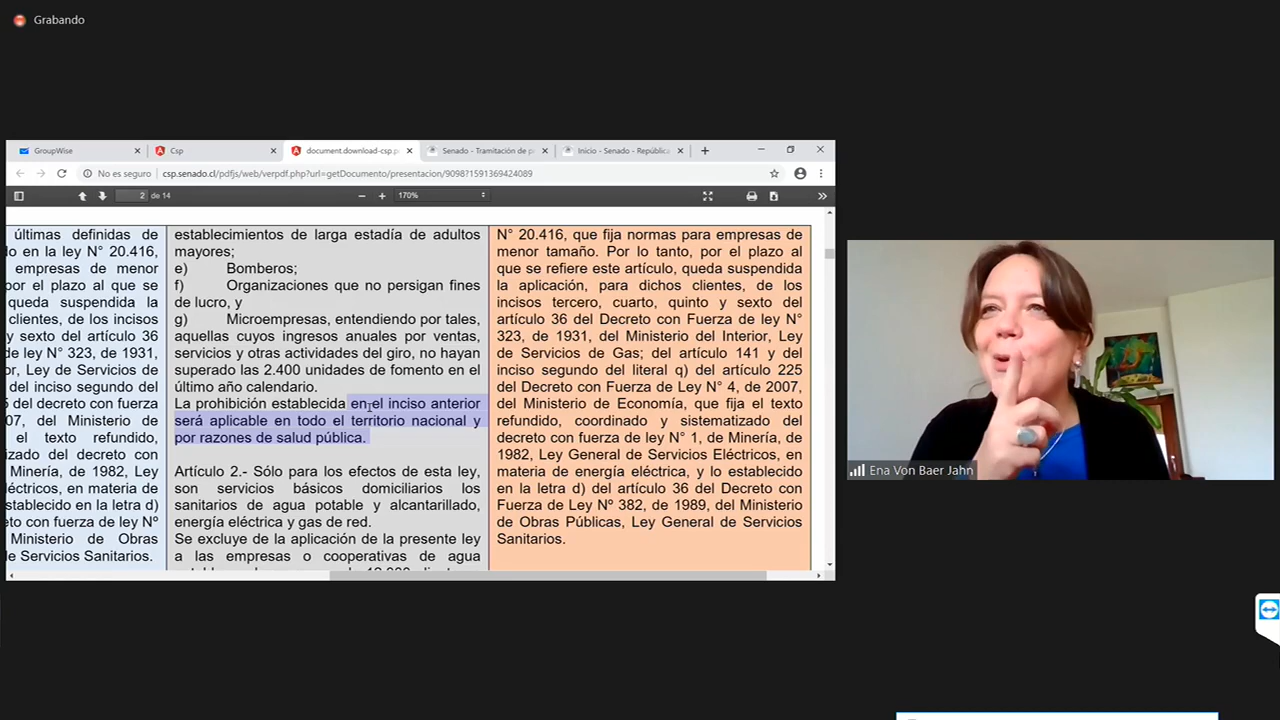 Grabando
GroupWise
Csp
document.download-csp.p
Senado - Tramitación de p
Inicio - Senado - República
No es seguro
csp.senado.cl/pdfjs/web/verpdf.php?url=getDocumento/presentacion/9098?1591369424089
2 de 14
170%
últimas definidas de
o en la ley N° 20.416,
empresas de menor
por el plazo al que se
queda suspendida la
clientes, de los incisos
y sexto del artículo 36
de ley N° 323, de 1931,
or, Ley de Servicios de
del inciso segundo del
5 del decreto con fuerza
07, del Ministerio de
el texto refundido,
izado del decreto con
Minería, de 1982, Ley
léctricos, en materia de
stablecido en la letra d)
eto con fuerza de ley Nº
Ministerio de Obras
e Servicios Sanitarios.
establecimientos de larga estadía de adultos
mayores;
e) Bomberos;
f) Organizaciones que no persigan fines
de lucro, y
g) Microempresas, entendiendo por tales,
aquellas cuyos ingresos anuales por ventas,
servicios y otras actividades del giro, no hayan
superado las 2.400 unidades de fomento en el
último año calendario.
La prohibición establecida en el inciso anterior
será aplicable en todo el territorio nacional y
por razones de salud pública.
Artículo 2.- Sólo para los efectos de esta ley,
son servicios básicos domiciliarios los
sanitarios de agua potable y alcantarillado,
energía eléctrica y gas de red.
Se excluye de la aplicación de la presente ley
a las empresas o cooperativas de agua
N° 20.416, que fija normas para empresas de
menor tamaño. Por lo tanto, por el plazo al
que se refiere este artículo, queda suspendida
la aplicación, para dichos clientes, de los
incisos tercero, cuarto, quinto y sexto del
artículo 36 del Decreto con Fuerza de ley N°
323, de 1931, del Ministerio del Interior, Ley
de Servicios de Gas; del artículo 141 y del
inciso segundo del literal q) del artículo 225
del Decreto con Fuerza de Ley N° 4, de 2007,
del Ministerio de Economía, que fija el texto
refundido, coordinado y sistematizado del
decreto con fuerza de ley N° 1, de Minería, de
1982, Ley General de Servicios Eléctricos, en
materia de energía eléctrica, y lo establecido
en la letra d) del artículo 36 del Decreto con
Fuerza de Ley Nº 382, de 1989, del Ministerio
de Obras Públicas, Ley General de Servicios
Sanitarios.
Ena Von Baer Jahn